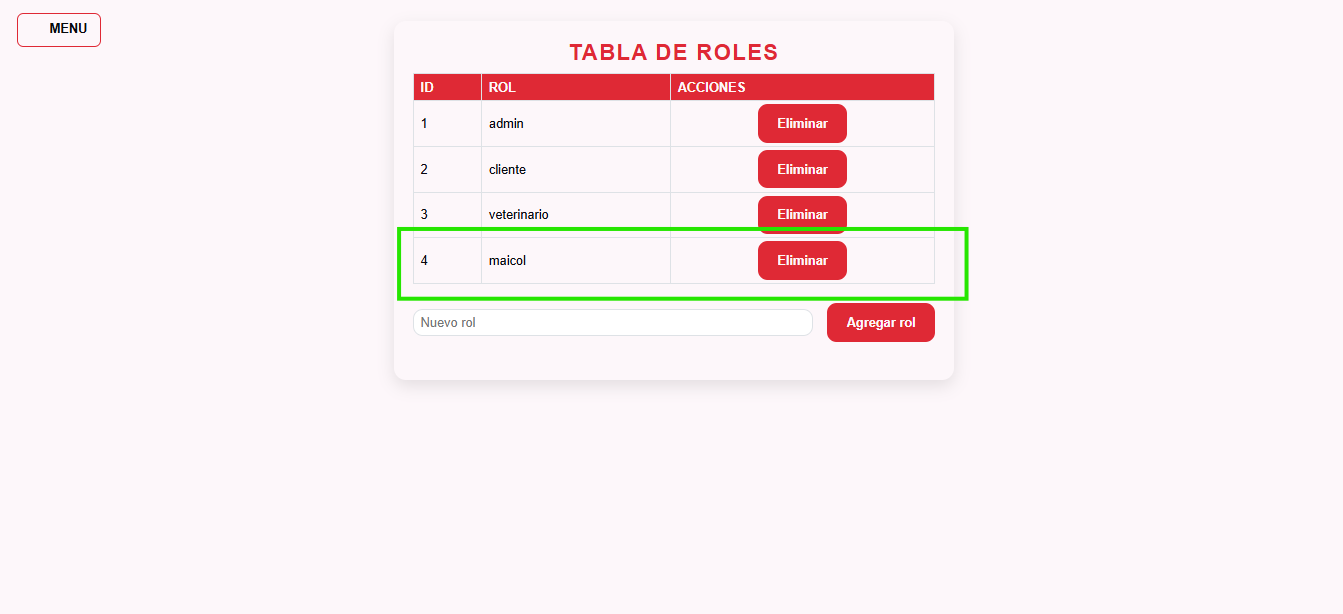 MENU
TABLA DE ROLES
ID ROL ACCIONES
1 admin Eliminar
2 cliente Eliminar
3 veterinario Eliminar
4 maicol Eliminar
Nuevo rol Agregar rol